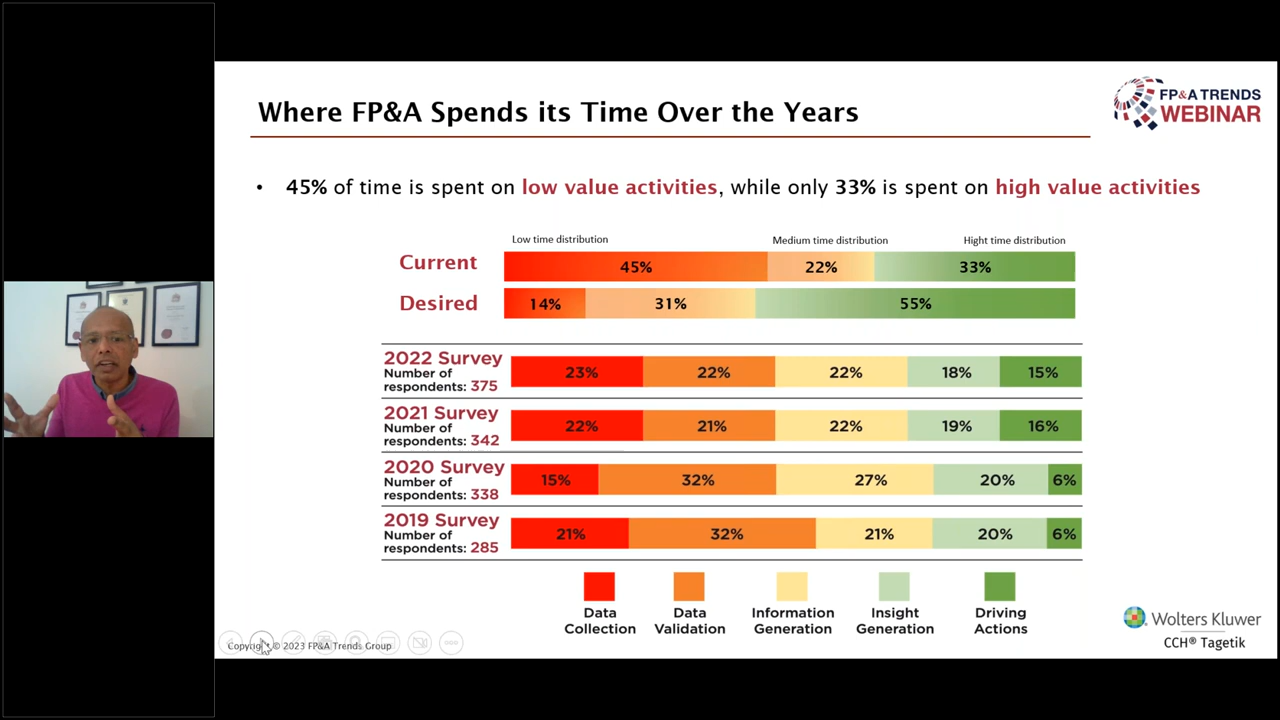 Where FP&A Spends its Time Over the Years
FP&A TRENDS
WEBINAR
• 45% of time is spent on low value activities, while only 33% is spent on high value activities
Low time distribution Medium time distribution Hight time distribution
Current 45% 22% 33%
Desired 14% 31% 55%
2022 Survey
Number of
respondents: 375
23% 22% 22% 18% 15%
2021 Survey
Number of
respondents: 342
22% 21% 22% 19% 16%
2020 Survey
Number of
respondents: 338
15% 32% 27% 20% 6%
2019 Survey
Number of
respondents: 285
21% 32% 21% 20% 6%
Data
Collection
Data
Validation
Information
Generation
Insight
Generation
Driving
Actions
Copyright © 2023 FP&A Trends Group
Wolters Kluwer
CCH® Tagetik